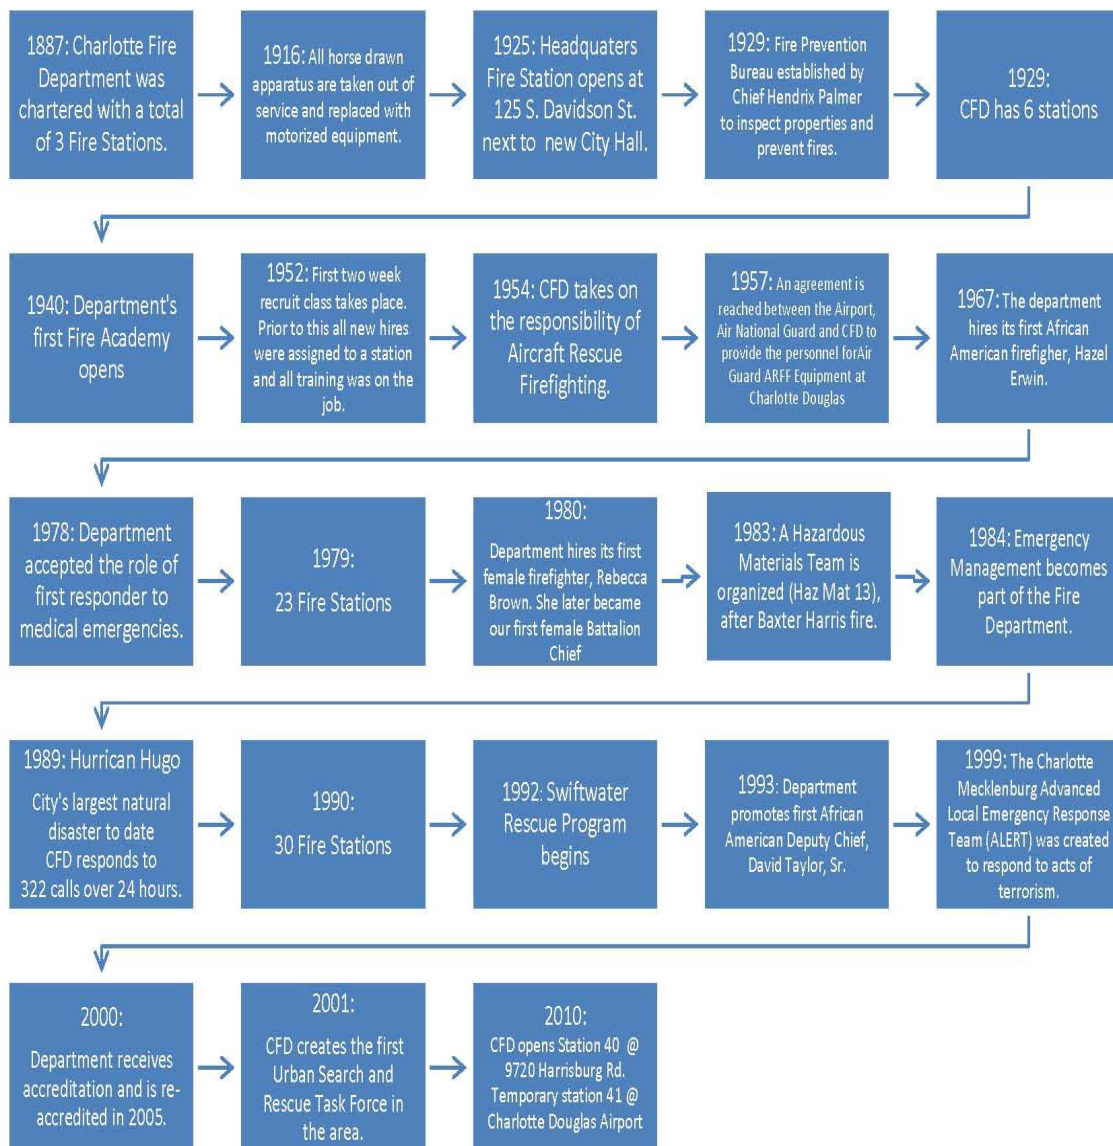 1887: Charlotte Fire
Department was
chartered with a total
of 3 Fire Stations.
1916: All
horse drawn
apparatus are taken out of
service and replaced with
motorized equipment.
1925: Headquaters
Fire Station opens at
125 S. Davidson St.
next to new City Hall.
1929: Fire Prevention
Bureau established by
Chief Hendrix Palmer
to inspect properties and
prevent fires.
1929:
CFD has 6 stations
1940: Department's
first Fire Academy
opens
1952: First two week
recruit class takes place.
Prior to this all new hires
were assigned to a station
and all training was on the
job.
1954: CFD takes on
the responsibility of
Aircraft Rescue
Firefighting.
1957: An agreement is
reached between the Airport,
Air National Guard and CFD to
provide the personnel forAir
Guard ARFF Equipment at
Charlotte Douglas
1967: The department
hires its first African
American firefigher, Hazel
Erwin.
1978: Department
accepted the role of
first responder to
medical emergencies.
1979:
23 Fire Stations
1980:
Department hires its first
female firefighter, Rebecca
Brown. She later became
our first female Battalion
Chief
1983: A Hazardous
Materials Team is
organized (Haz Mat 13),
after Baxter Harris fire.
1984: Emergency
Management becomes
part of the Fire
Department.
1989: Hurrican Hugo
City's largest natural
disaster to date
CFD responds to
322 calls over 24 hours.
1990:
30 Fire Stations
1992: Swiftwater
Rescue Program
begins
1993: Department
promotes first African
American Deputy Chief,
David Taylor, Sr.
1999: The Charlotte
Mecklenburg Advanced
Local Emergency Response
Team (ALERT) was created
to respond to acts of
terrorism.
2000:
Department receives
accreditation and is re-
accredited in 2005.
2001:
CFD creates the first
Urban Search and
Rescue Task Force in
the area.
2010:
CFD opens Station 40 @
9720 Harrisburg Rd.
Temporary station 41 @
Charlotte Douglas Airport